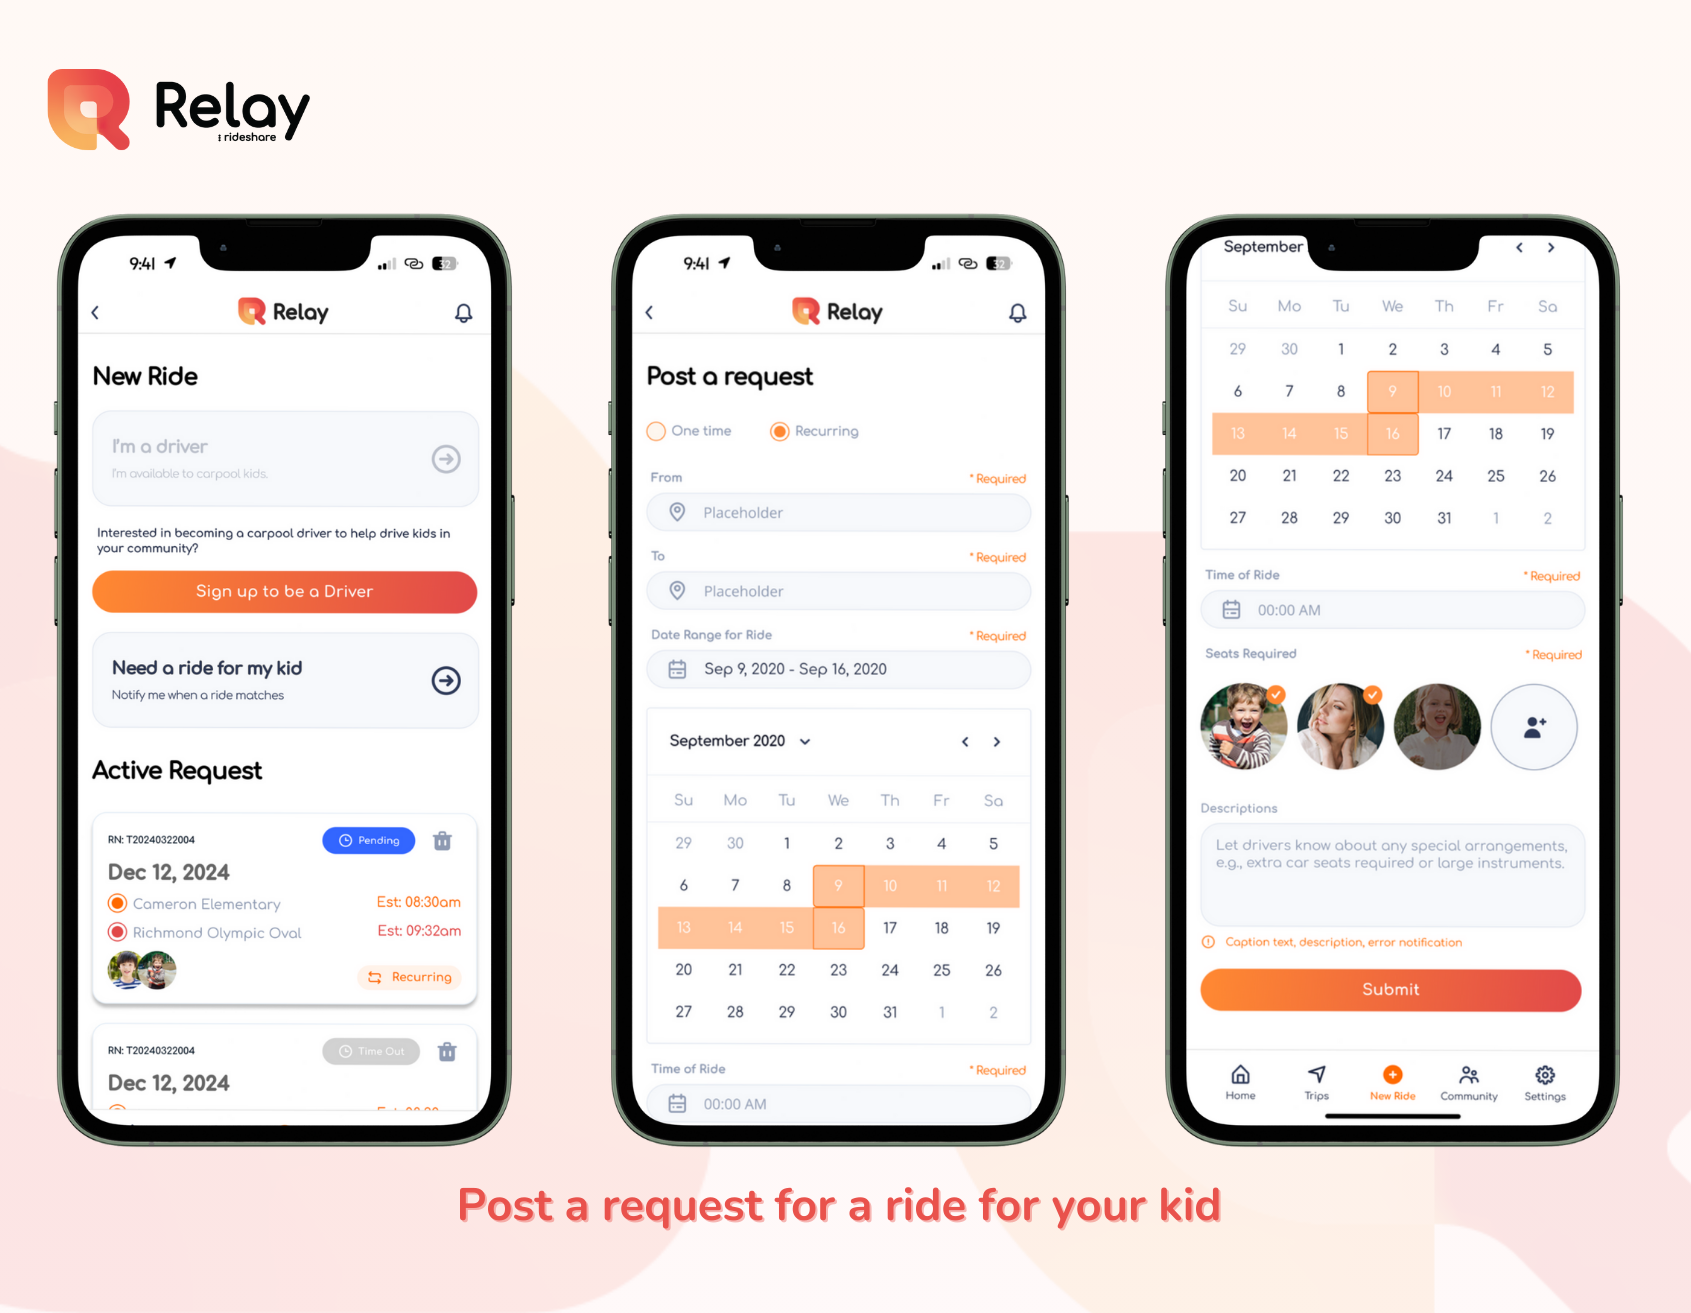 Relay
rideshare
9:41
32
Relay
New Ride
I'm a driver
I'm available to carpool kids.
Interested in becoming a carpool driver to help drive kids in
your community?
Sign up to be a Driver
Need a ride for my kid
Notify me when a ride matches
Active Request
RN: T20240322004
Pending
Dec 12, 2024
Cameron Elementary
Est: 08:30am
Richmond Olympic Oval
Est: 09:32am
Recurring
RN: T20240322004
Time Out
Dec 12, 2024
9:41
32
Relay
Post a request
One time
Recurring
From
* Required
Placeholder
To
* Required
Placeholder
Date Range for Ride
* Required
Sep 9, 2020 - Sep 16, 2020
September 2020
Su Mo Tu We Th Fr Sa
29 30 1 2 3 4 5
6 7 8 9 10 11 12
13 14 15 16 17 18 19
20 21 22 23 24 25 26
27 28 29 30 31 1 2
Time of Ride
* Required
00:00 AM
September
Su Mo Tu We Th Fr Sa
29 30 1 2 3 4 5
6 7 8 9 10 11 12
13 14 15 16 17 18 19
20 21 22 23 24 25 26
27 28 29 30 31 1 2
Time of Ride
* Required
00:00 AM
Seats Required
* Required
Descriptions
Let drivers know about any special arrangements,
e.g., extra car seats required or large instruments.
Caption text, description, error notification
Submit
Home
Trips
New Ride
Community
Settings
Post a request for a ride for your kid